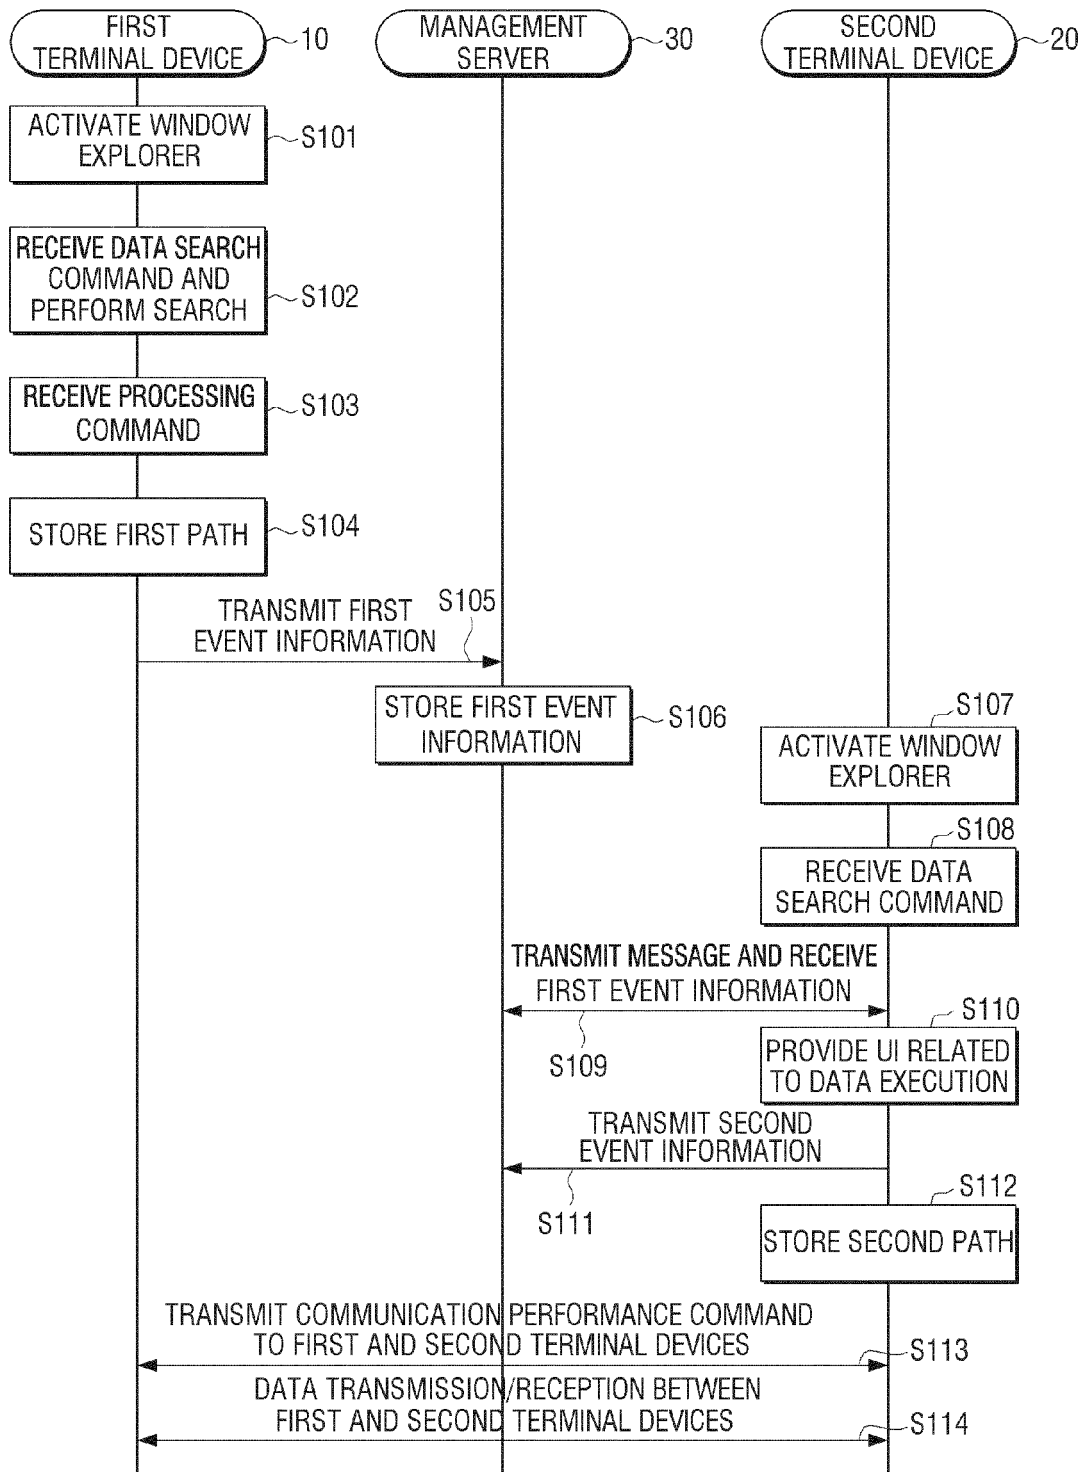 FIRST
TERMINAL DEVICE
10
MANAGEMENT
SERVER
30
SECOND
TERMINAL DEVICE
20
ACTIVATE WINDOW
EXPLORER
S101
RECEIVE DATA SEARCH
COMMAND AND
PERFORM SEARCH
S102
RECEIVE PROCESSING
COMMAND
S103
STORE FIRST PATH
S104
TRANSMIT FIRST
EVENT INFORMATION
S105
STORE FIRST EVENT
INFORMATION
S106
S107
ACTIVATE WINDOW
EXPLORER
S108
RECEIVE DATA
SEARCH COMMAND
TRANSMIT MESSAGE AND RECEIVE
FIRST EVENT INFORMATION
S109
S110
PROVIDE UI RELATED
TO DATA EXECUTION
TRANSMIT SECOND
EVENT INFORMATION
S111
S112
STORE SECOND PATH
TRANSMIT COMMUNICATION PERFORMANCE COMMAND
TO FIRST AND SECOND TERMINAL DEVICES
S113
DATA TRANSMISSION/RECEPTION BETWEEN
FIRST AND SECOND TERMINAL DEVICES
S114